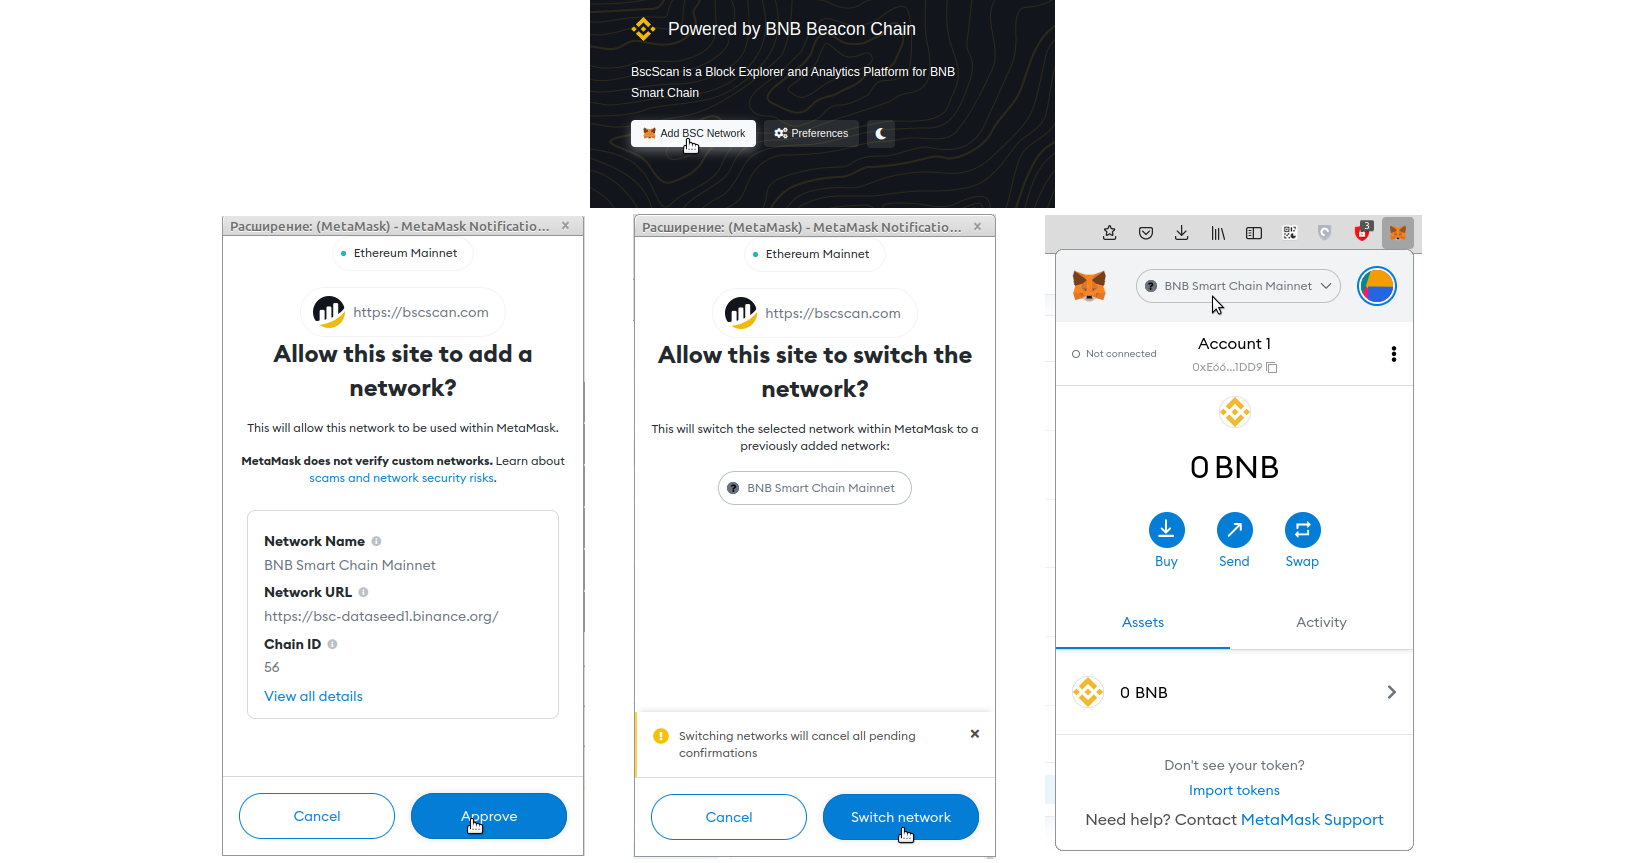 Powered by BNB Beacon Chain
BscScan is a Block Explorer and Analytics Platform for BNB
Smart Chain
Add BSC Network
Preferences
Расширение: (MetaMask) - MetaMask Notificatio...
Ethereum Mainnet
https://bscscan.com
Allow this site to add a
network?
This will allow this network to be used within MetaMask.
MetaMask does not verify custom networks. Learn about
scams and network security risks.
Network Name
BNB Smart Chain Mainnet
Network URL
https://bsc-dataseed1.binance.org/
Chain ID
56
View all details
Cancel
Approve
Расширение: (MetaMask) - MetaMask Notificatio...
Ethereum Mainnet
https://bscscan.com
Allow this site to switch the
network?
This will switch the selected network within MetaMask to a
previously added network:
? BNB Smart Chain Mainnet
! Switching networks will cancel all pending
confirmations
Cancel
Switch network
3
? BNB Smart Chain Mainnet
Not connected
Account 1
0xE66...1DD9
0 BNB
Buy
Send
Swap
Assets
Activity
0 BNB
Don't see your token?
Import tokens
Need help? Contact MetaMask Support